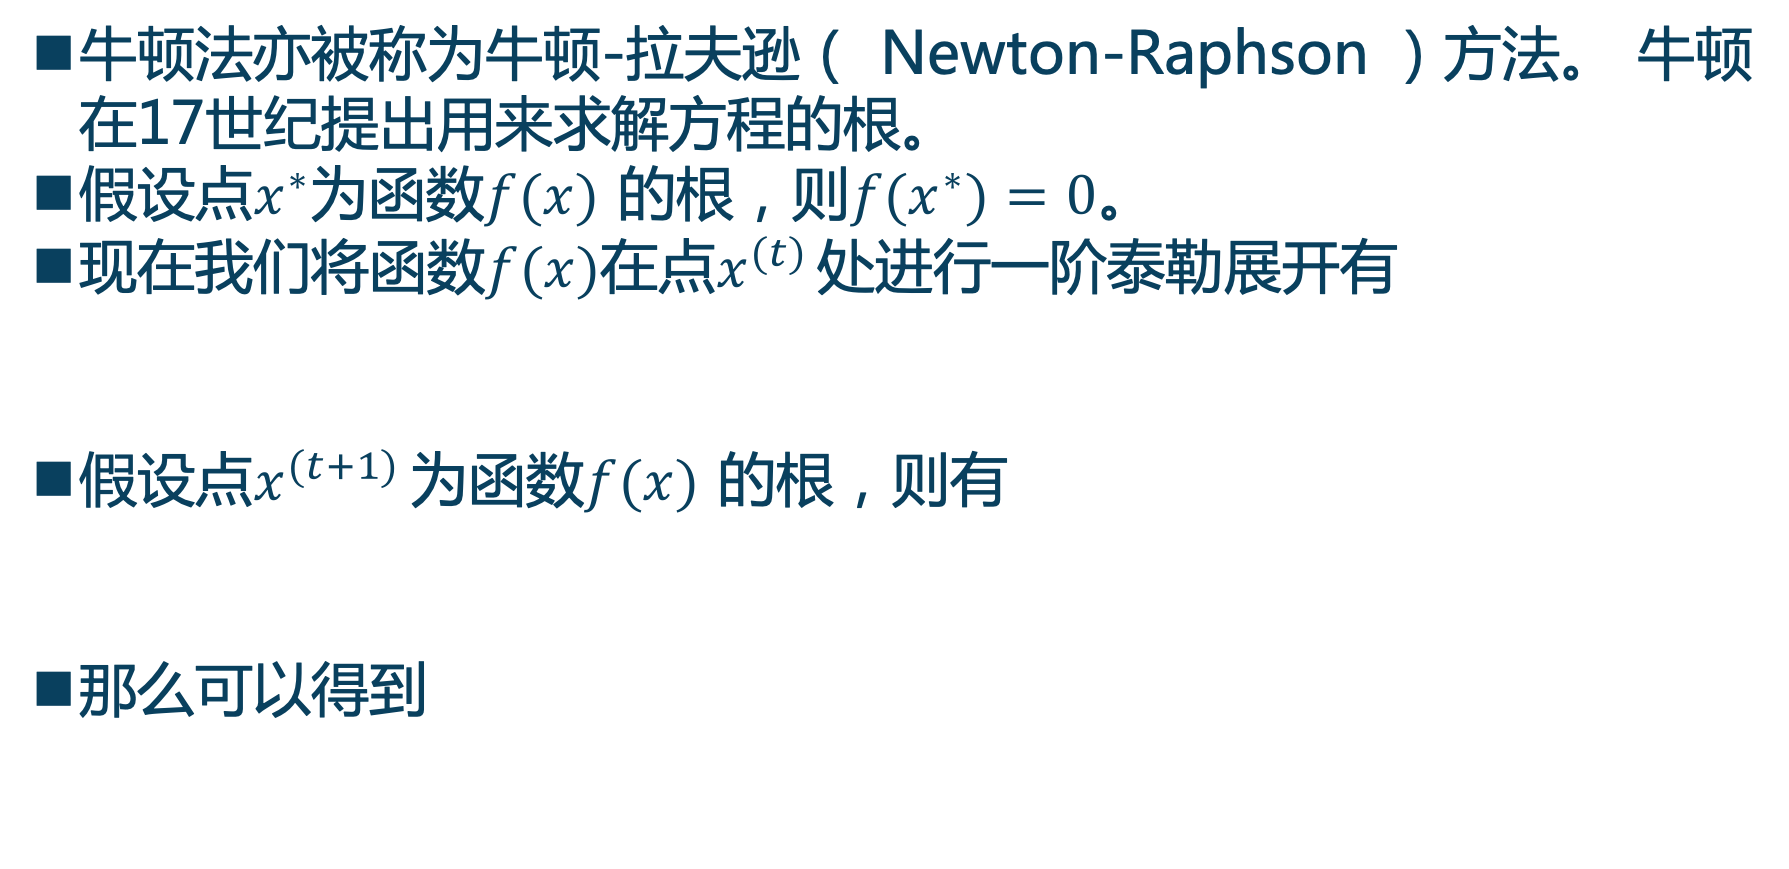 ■牛顿法亦被称为牛顿-拉夫逊（ Newton-Raphson ）方法。 牛顿
在17世纪提出用来求解方程的根。
■假设点x*为函数f(x) 的根，则f(x*) = 0。
■现在我们将函数f(x)在点x^(t) 处进行一阶泰勒展开有
■假设点x^(t+1) 为函数f(x) 的根，则有
■那么可以得到